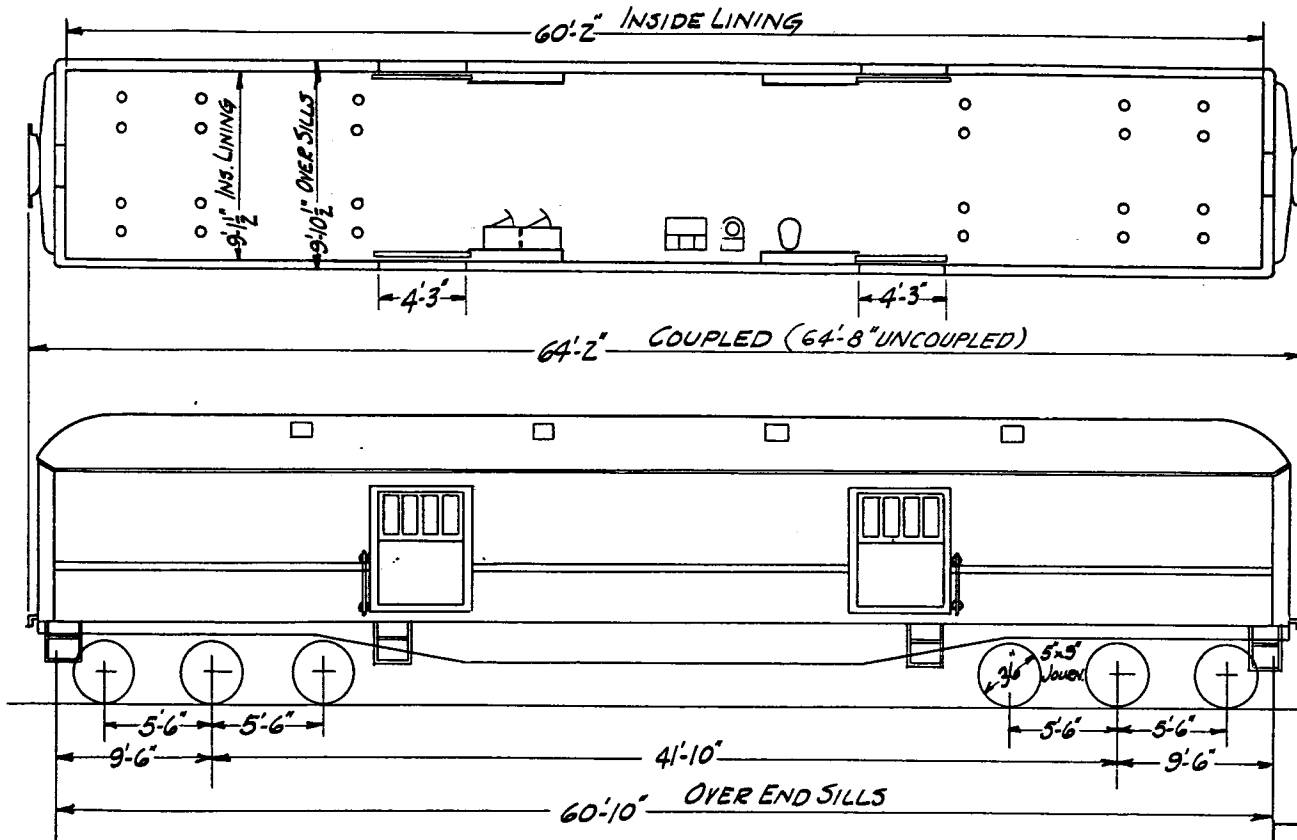 60'-2" INSIDE LINING
9'-1½" INS. LINING
9'-10½" OVER SILLS
4'-3"
4'-3"
64'-2" COUPLED (64'-8" UNCOUPLED)
3'6"
5"x9"
JOUR.
5'-6"
5'-6"
5'-6"
5'-6"
9'-6"
41'-10"
9'-6"
60'-10" OVER END SILLS